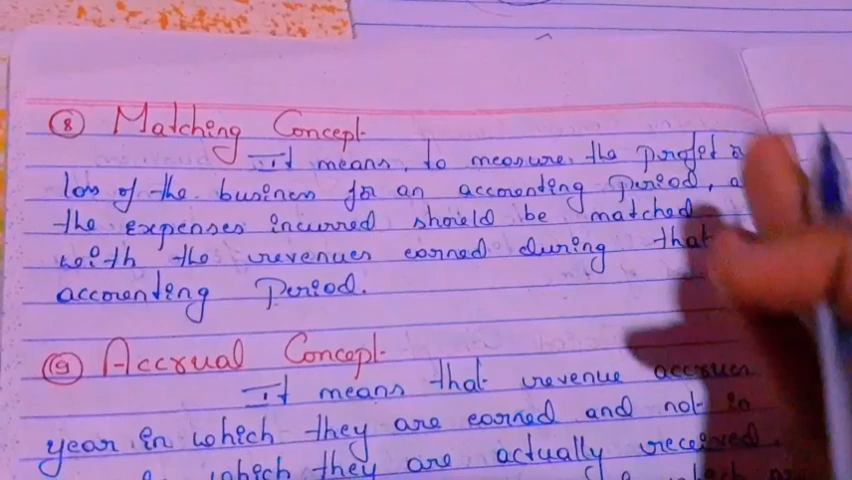 (8) Matching Concept
It means, to measure the profit
loss of the business for an accounting period, a
the expenses incurred should be matched
with the revenues earned during that
accounting period.
(9) Accrual Concept
It means that revenue accrues
year in which they are earned and not in
which they are actually received.